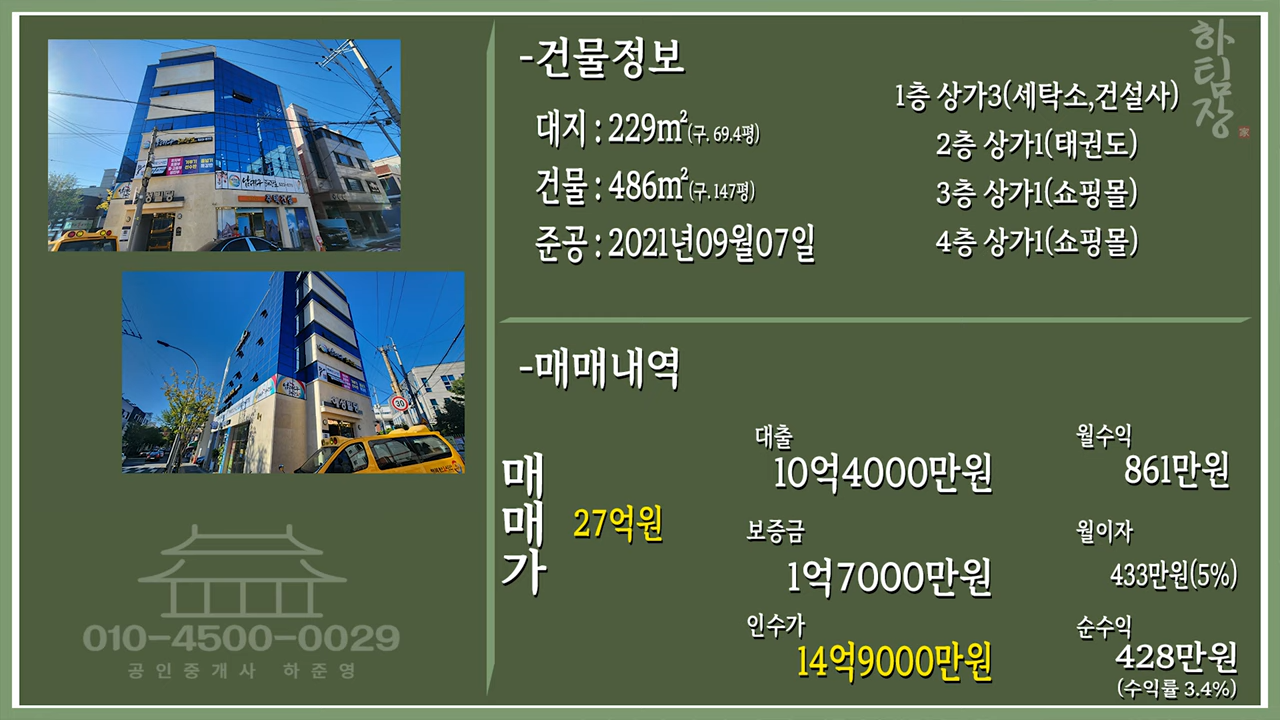 -건물정보
대지 : 229㎡(구. 69.4평)
건물 : 486㎡(구. 147평)
준공 : 2021년09월07일
1층 상가3(세탁소,건설사)
2층 상가1(태권도)
3층 상가1(쇼핑몰)
4층 상가1(쇼핑몰)
하팀장
家
-매매내역
매매가
27억원
대출
10억4000만원
보증금
1억7000만원
인수가
14억9000만원
월수익
861만원
월이자
433만원(5%)
순수익
428만원
(수익률 3.4%)
30
010-4500-0029
공인중개사 하준영